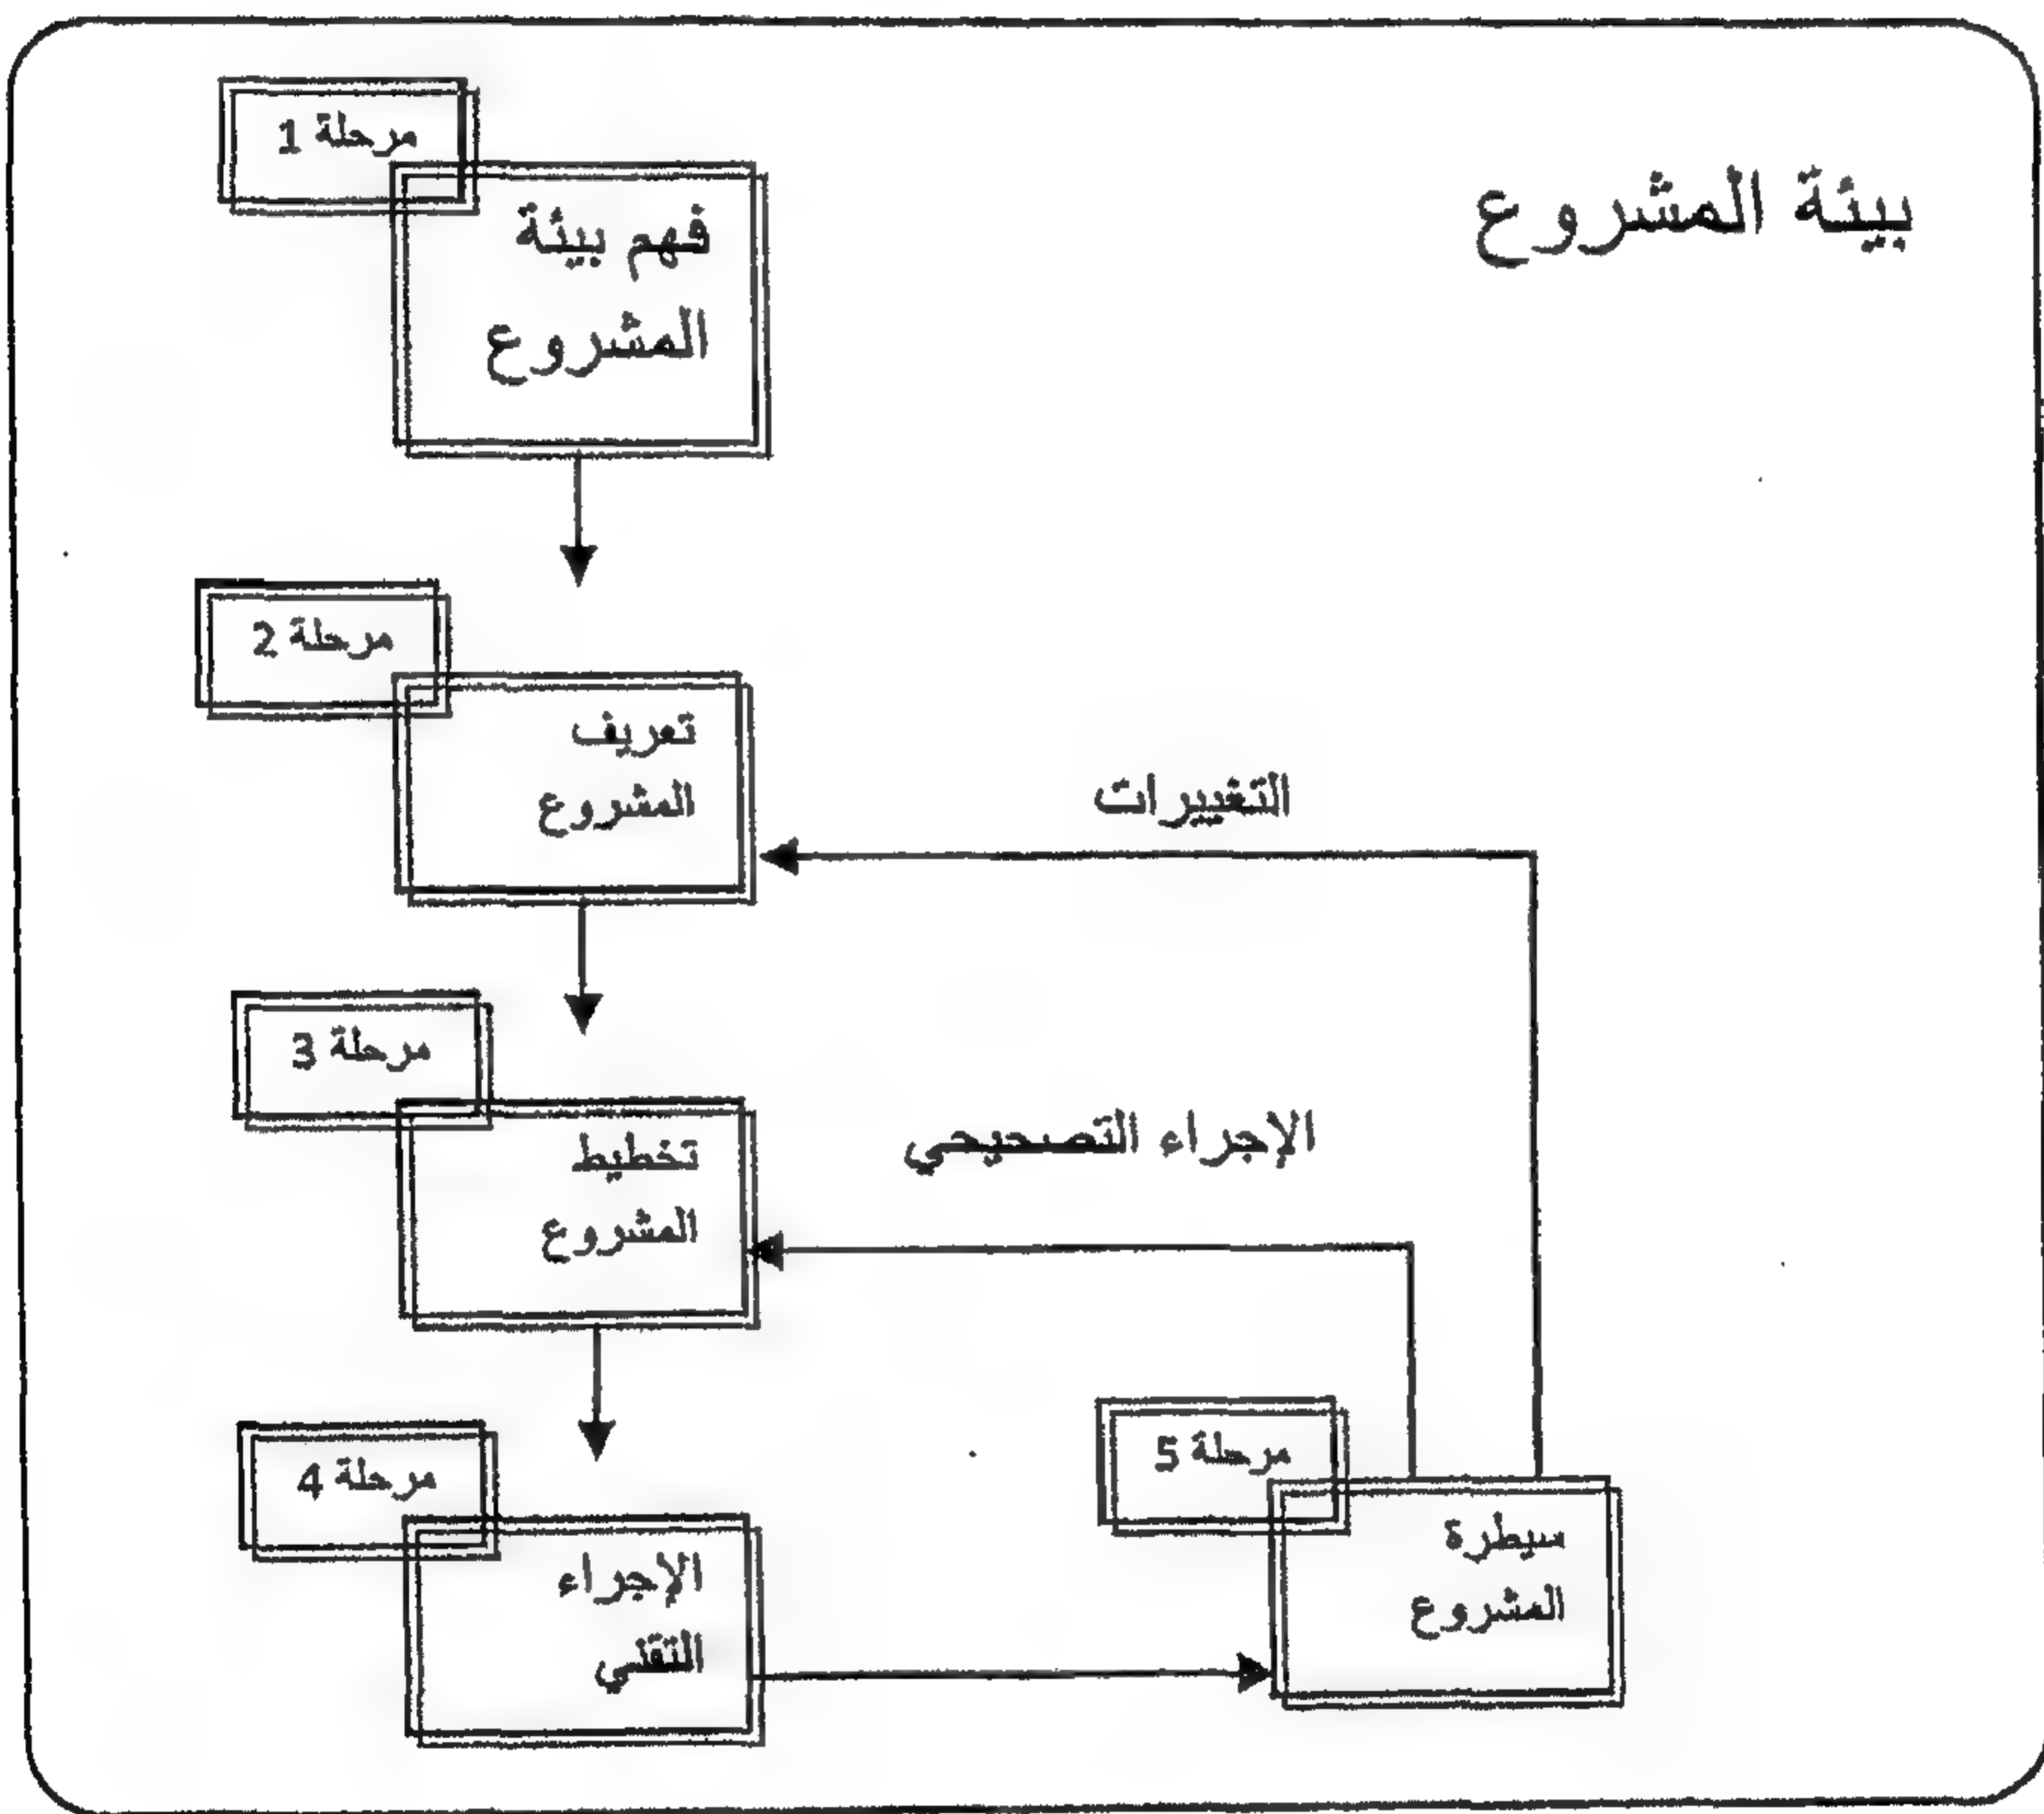 بيئة المشروع
مرحلة 1
فهم بيئة
المشروع
مرحلة 2
تعريف
المشروع
التغييرات
مرحلة 3
تخطيط
المشروع
الإجراء التصحيحي
مرحلة 4
الإجراء
التقني
مرحلة 5
سيطرة
المشروع